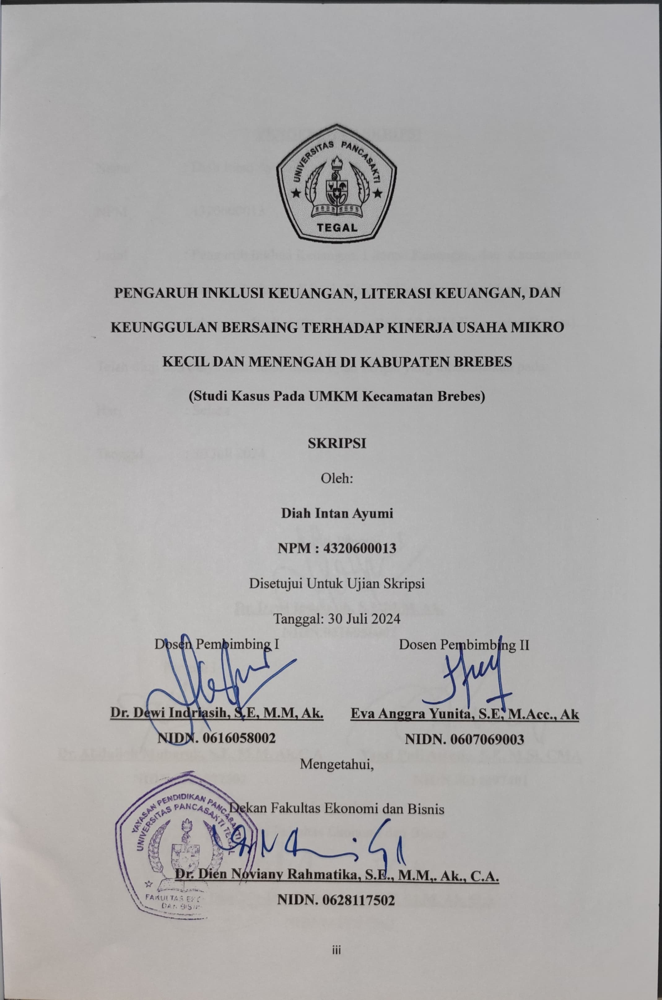 UNIVERSITAS PANCASAKTI
TEGAL
PENGARUH INKLUSI KEUANGAN, LITERASI KEUANGAN, DAN
KEUNGGULAN BERSAING TERHADAP KINERJA USAHA MIKRO
KECIL DAN MENENGAH DI KABUPATEN BREBES
(Studi Kasus Pada UMKM Kecamatan Brebes)
SKRIPSI
Oleh:
Diah Intan Ayumi
NPM : 4320600013
Disetujui Untuk Ujian Skripsi
Tanggal: 30 Juli 2024
Dosen Pembimbing I
Dosen Pembimbing II
Dr. Dewi Indriasih, S.E, M.M, Ak.
Eva Anggra Yunita, S.E, M.Acc., Ak
NIDN. 0616058002
NIDN. 0607069003
Mengetahui,
YAYASAN PENDIDIKAN PANCASAKTI
UNIVERSITAS PANCASAKTI TEGAL
Dekan Fakultas Ekonomi dan Bisnis
Dr. Dien Noviany Rahmatika, S.E., M.M,. Ak., C.A.
FAKULTAS
DAN
NIDN. 0628117502
iii